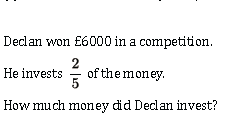 Declan won £6000 in a competition.
He invests 2/5 of the money.
How much money did Declan invest?